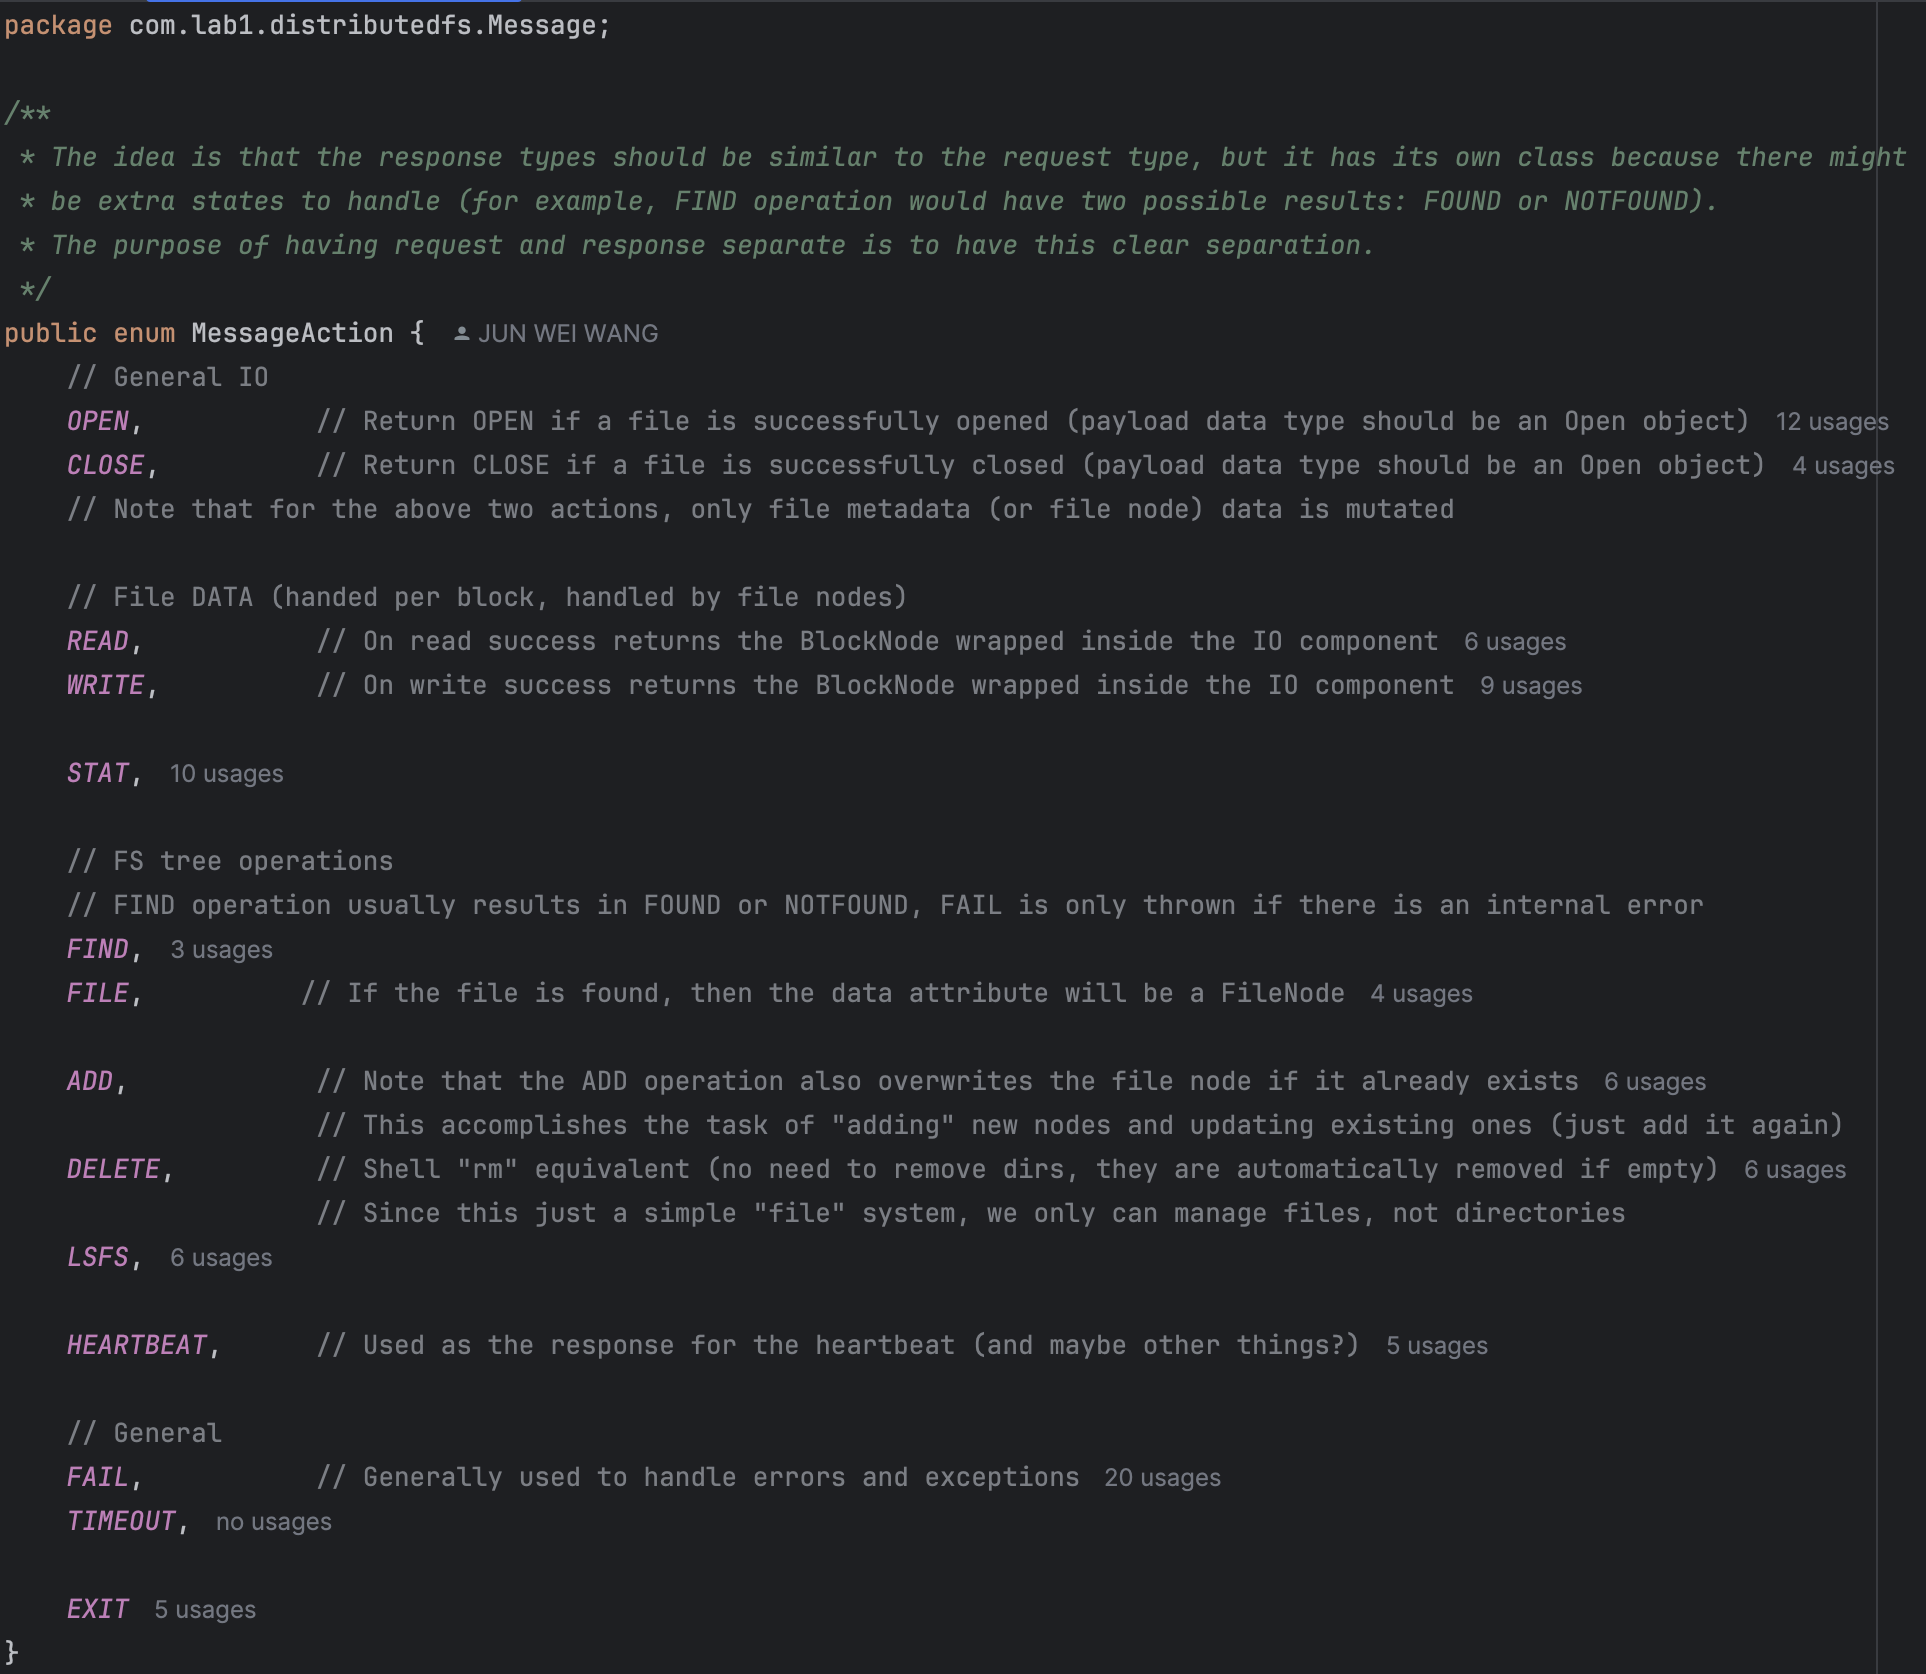 package com.lab1.distributedfs.Message;
/**
* The idea is that the response types should be similar to the request type, but it has its own class because there might
* be extra states to handle (for example, FIND operation would have two possible results: FOUND or NOTFOUND).
* The purpose of having request and response separate is to have this clear separation.
*/
public enum MessageAction { JUN WEI WANG
// General IO
OPEN, // Return OPEN if a file is successfully opened (payload data type should be an Open object) 12 usages
CLOSE, // Return CLOSE if a file is successfully closed (payload data type should be an Open object) 4 usages
// Note that for the above two actions, only file metadata (or file node) data is mutated
// File DATA (handed per block, handled by file nodes)
READ, // On read success returns the BlockNode wrapped inside the IO component 6 usages
WRITE, // On write success returns the BlockNode wrapped inside the IO component 9 usages
STAT, 10 usages
// FS tree operations
// FIND operation usually results in FOUND or NOTFOUND, FAIL is only thrown if there is an internal error
FIND, 3 usages
FILE, // If the file is found, then the data attribute will be a FileNode 4 usages
ADD, // Note that the ADD operation also overwrites the file node if it already exists 6 usages
// This accomplishes the task of "adding" new nodes and updating existing ones (just add it again)
DELETE, // Shell "rm" equivalent (no need to remove dirs, they are automatically removed if empty) 6 usages
// Since this just a simple "file" system, we only can manage files, not directories
LSFS, 6 usages
HEARTBEAT, // Used as the response for the heartbeat (and maybe other things?) 5 usages
// General
FAIL, // Generally used to handle errors and exceptions 20 usages
TIMEOUT, no usages
EXIT 5 usages
}